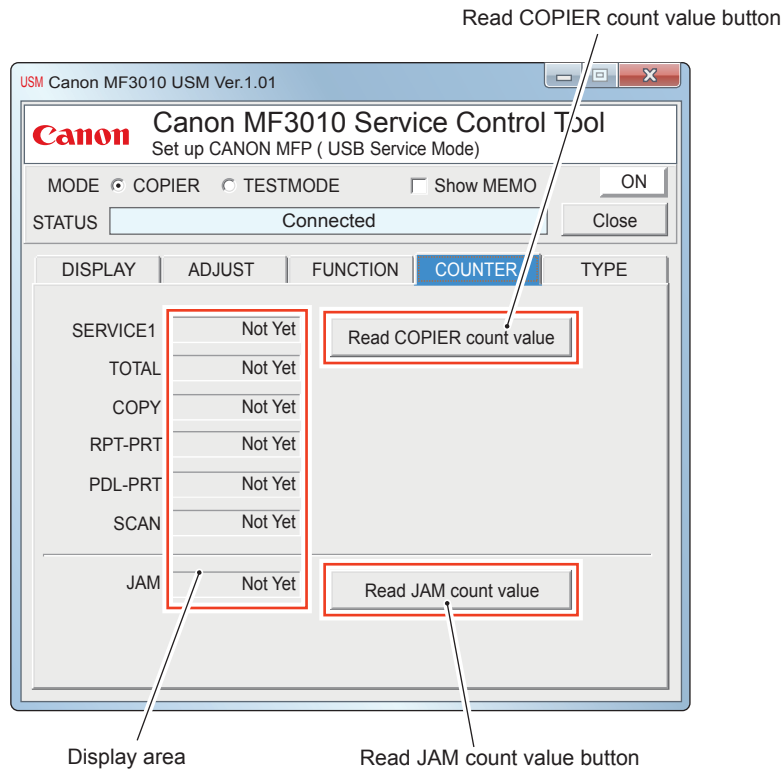 Read COPIER count value button
USM Canon MF3010 USM Ver.1.01
Canon Canon MF3010 Service Control Tool
Set up CANON MFP ( USB Service Mode)
MODE COPIER TESTMODE Show MEMO ON
STATUS Connected Close
DISPLAY ADJUST FUNCTION COUNTER TYPE
SERVICE1 Not Yet Read COPIER count value
TOTAL Not Yet
COPY Not Yet
RPT-PRT Not Yet
PDL-PRT Not Yet
SCAN Not Yet
JAM Not Yet Read JAM count value
Display area Read JAM count value button